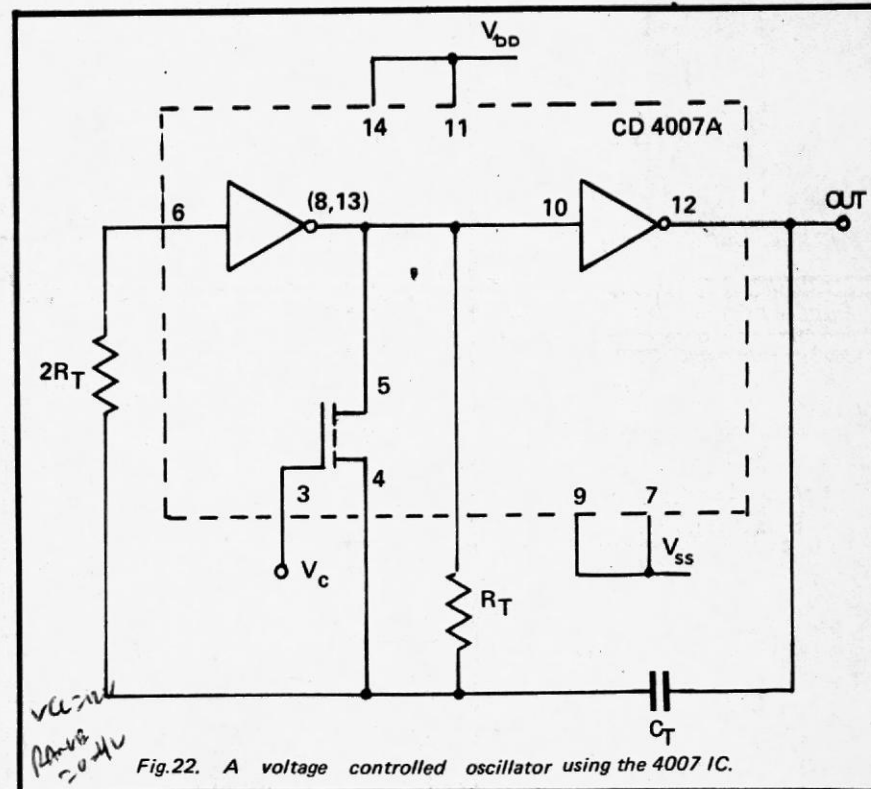 V_DD
14 11 CD 4007A
6 (8,13) 10 12 OUT
2R_T
5
3 4 9 7
V_C V_SS
R_T
C_T
Fig.22. A voltage controlled oscillator using the 4007 IC.